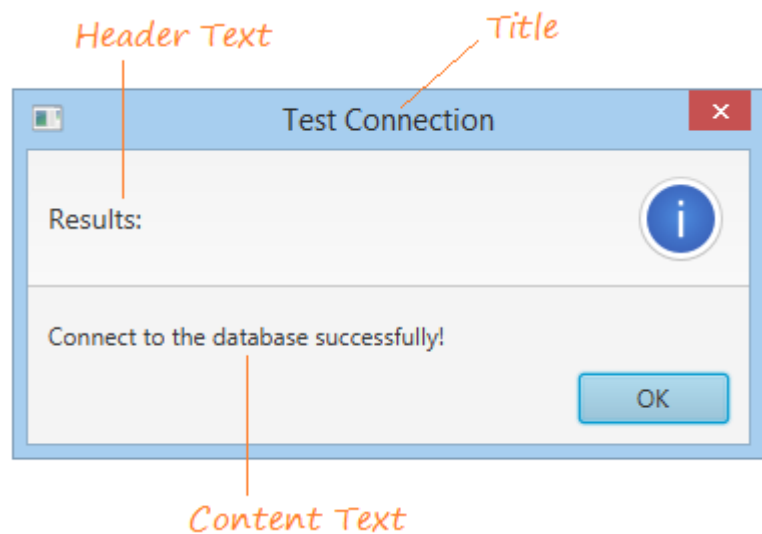 Header Text
Title
Test Connection
Results:
i
Connect to the database successfully!
OK
Content Text